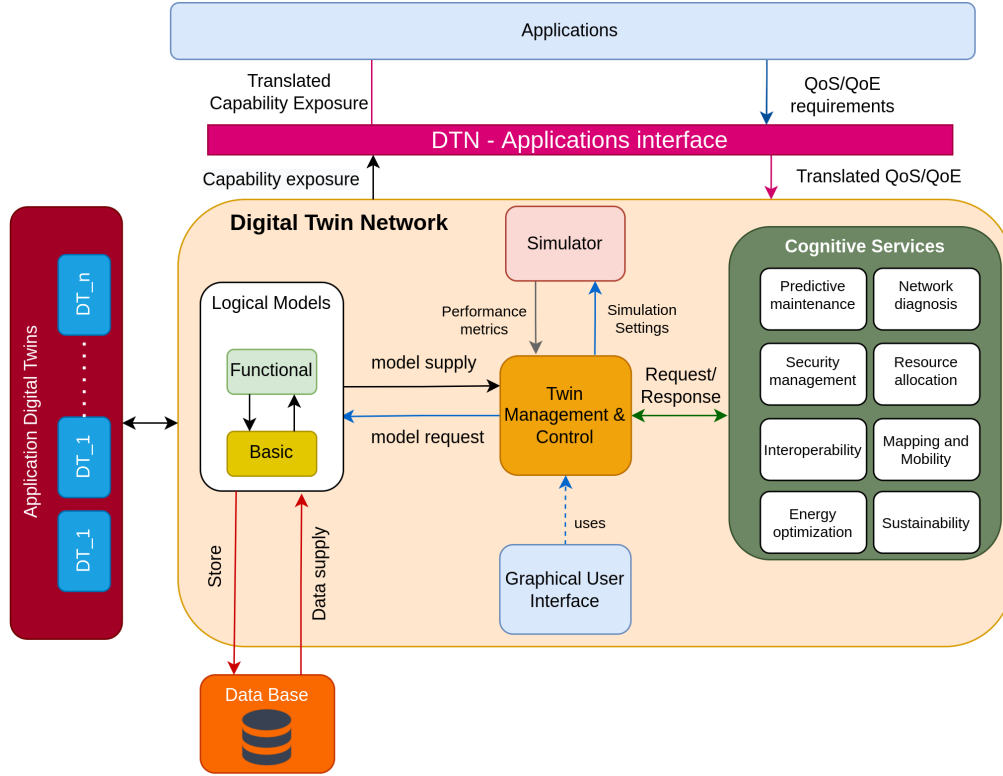 Applications
Translated
Capability Exposure
QoS/QoE
requirements
DTN - Applications interface
Capability exposure
Translated QoS/QoE
Digital Twin Network
Application Digital Twins
DT_n
DT_1
DT_1
Logical Models
Functional
Basic
Simulator
Performance
metrics
Simulation
Settings
model supply
model request
Twin
Management &
Control
Request/
Response
uses
Graphical User
Interface
Cognitive Services
Predictive
maintenance
Network
diagnosis
Security
management
Resource
allocation
Interoperability
Mapping and
Mobility
Energy
optimization
Sustainability
Store
Data supply
Data Base